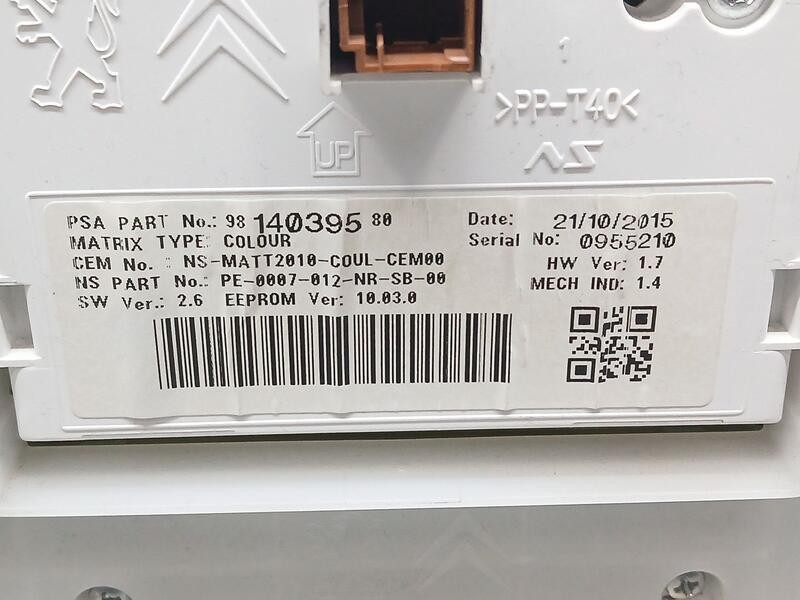 1
>PP-T40<
UP
NS
PSA PART No.: 98 140395 80
Date: 21/10/2015
MATRIX TYPE: COLOUR
Serial No: 0955210
CEM No. : NS-MATT2010-COUL-CEM00
HW Ver: 1.7
NS PART No.: PE-0007-012-NR-SB-00
MECH IND: 1.4
SW Ver.: 2.6 EEPROM Ver: 10.03.0